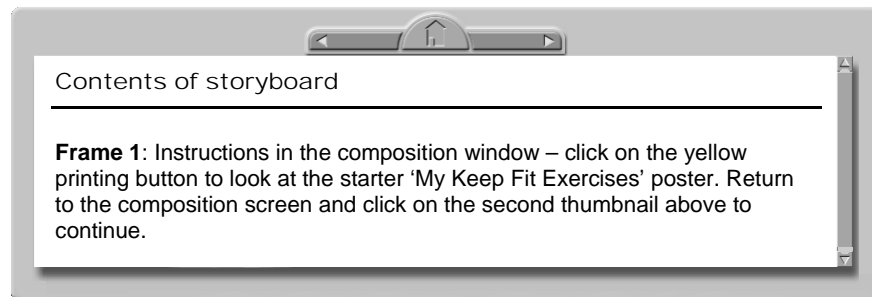 Contents of storyboard
Frame 1: Instructions in the composition window – click on the yellow
printing button to look at the starter ‘My Keep Fit Exercises’ poster. Return
to the composition screen and click on the second thumbnail above to
continue.